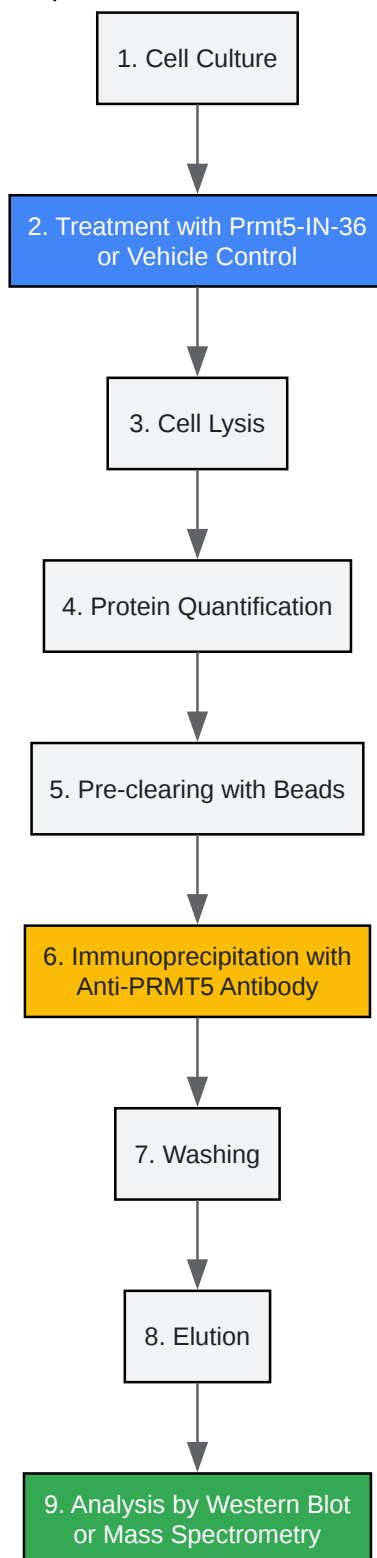 1. Cell Culture
2. Treatment with Prmt5-IN-36
or Vehicle Control
3. Cell Lysis
4. Protein Quantification
5. Pre-clearing with Beads
6. Immunoprecipitation with
Anti-PRMT5 Antibody
7. Washing
8. Elution
9. Analysis by Western Blot
or Mass Spectrometry